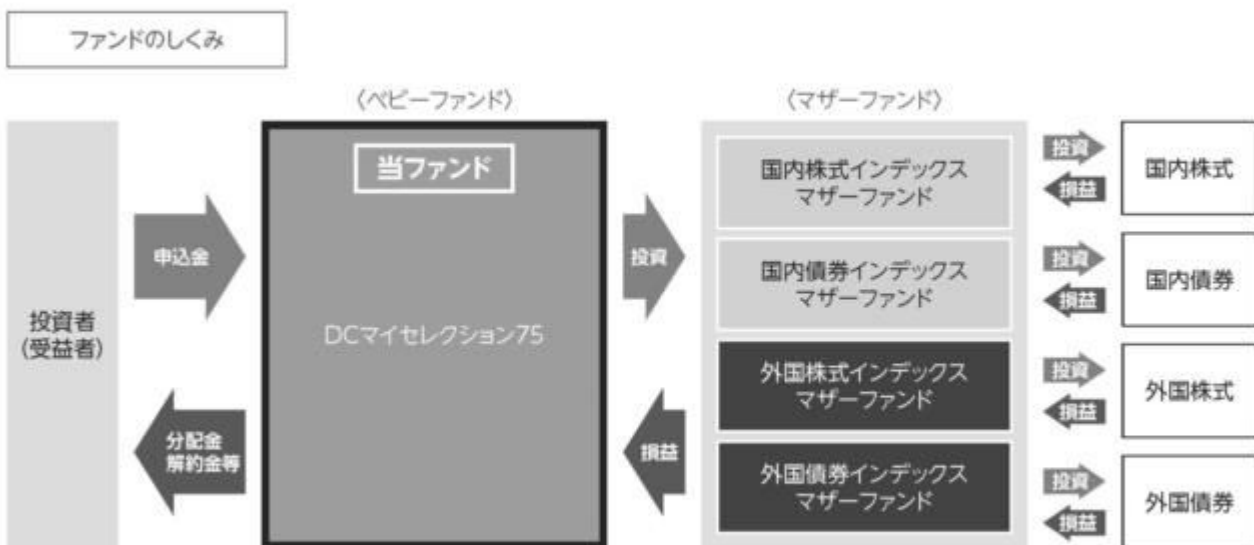 ファンドのしくみ
〈ベビーファンド〉
〈マザーファンド〉
投資者
(受益者)
申込金
分配金
解約金等
当ファンド
DCマイセレクション75
投資
損益
国内株式インデックス
マザーファンド
国内債券インデックス
マザーファンド
外国株式インデックス
マザーファンド
外国債券インデックス
マザーファンド
投資
損益
国内株式
投資
損益
国内債券
投資
損益
外国株式
投資
損益
外国債券